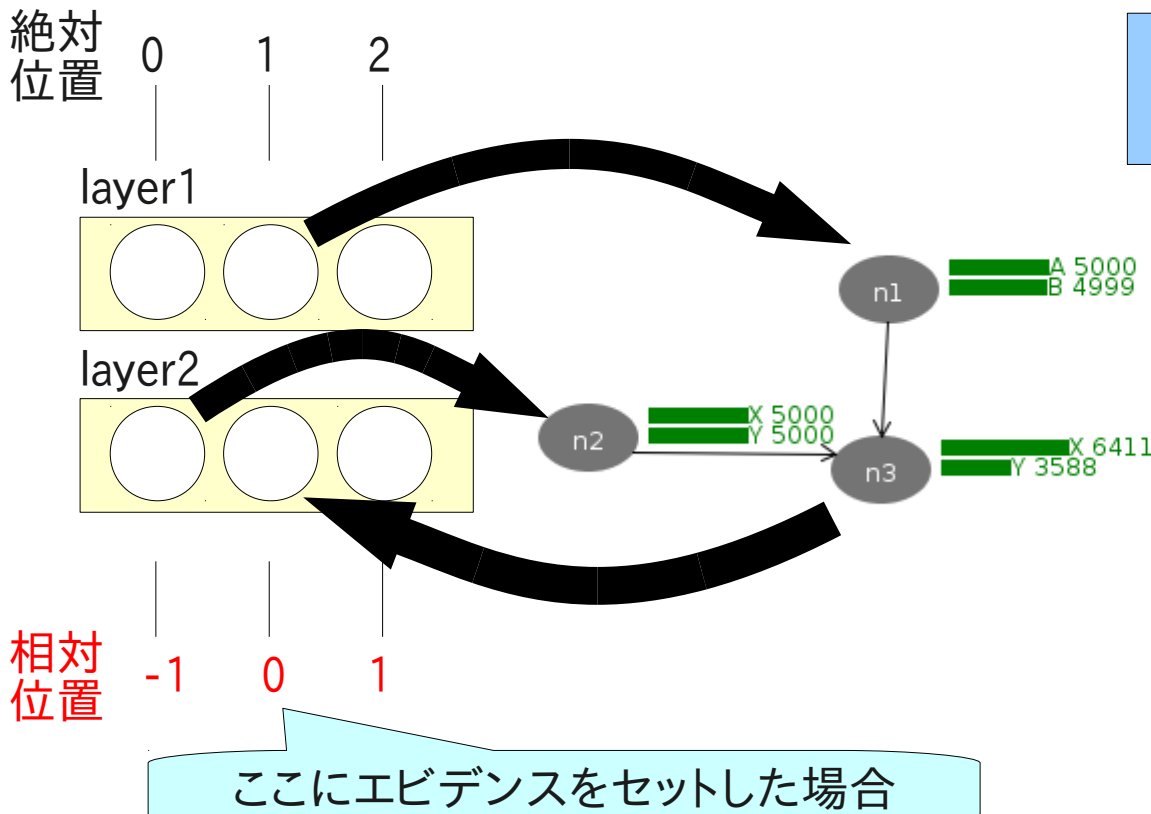 絶対
位置
0 1 2
layer1
n1
A 5000
B 4999
layer2
n2
X 5000
Y 5000
n3
X 6411
Y 3588
相対
位置
-1 0 1
ここにエビデンスをセットした場合